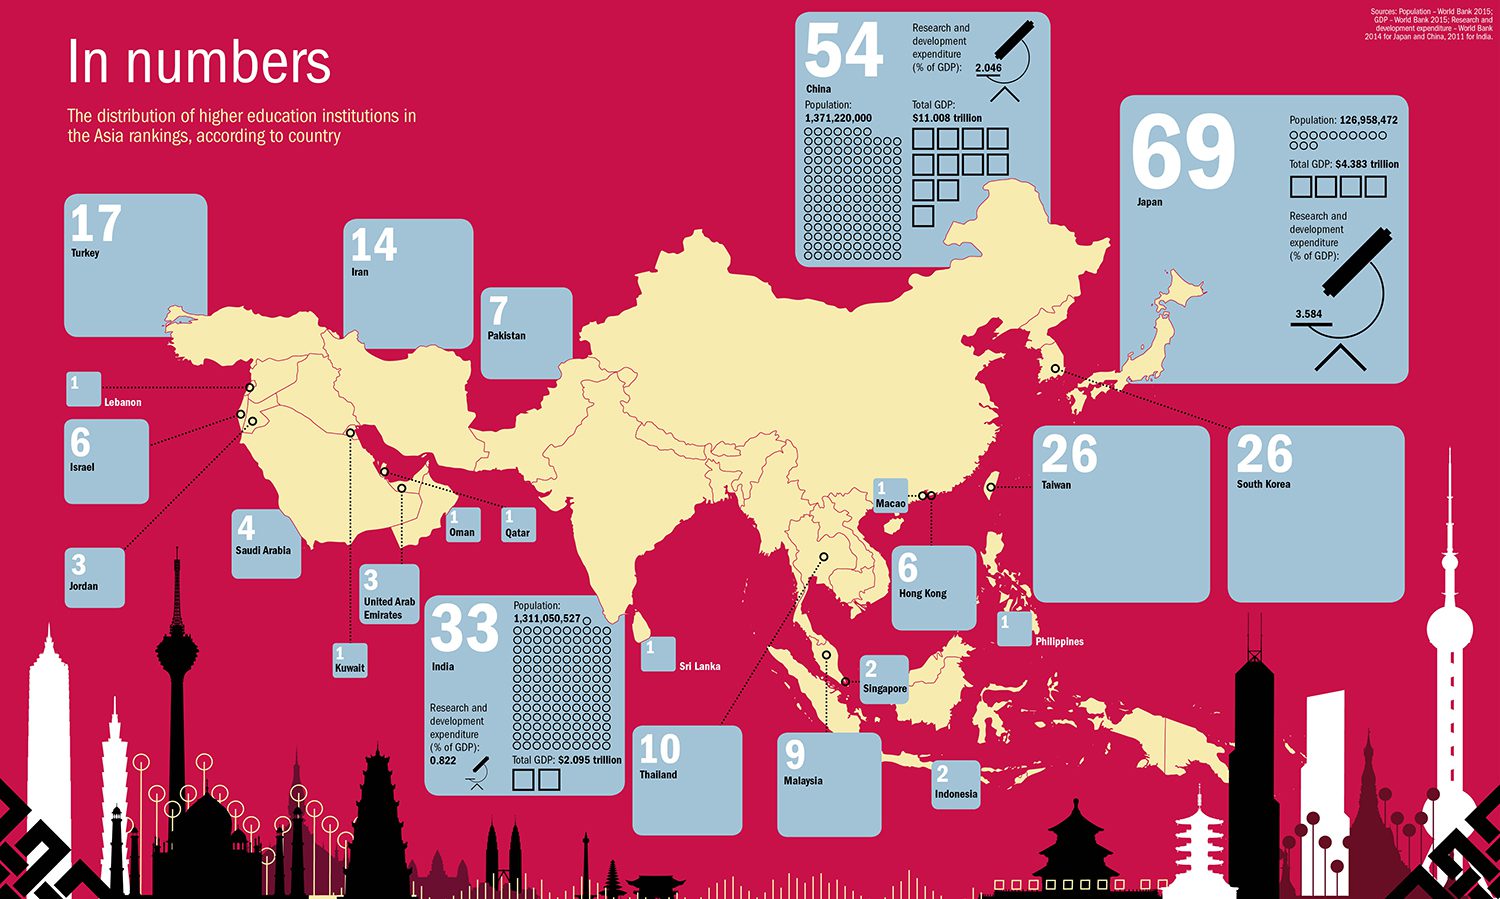 In numbers
The distribution of higher education institutions in
the Asia rankings, according to country
Sources: Population – World Bank 2015;
GDP – World Bank 2015; Research and
development expenditure – World Bank
2014 for Japan and China, 2011 for India.
54
China
Population:
1,371,220,000
Research and
development
expenditure
(% of GDP):
2.046
Total GDP:
$11.008 trillion
69
Japan
Population: 126,958,472
Total GDP: $4.383 trillion
Research and
development
expenditure
(% of GDP):
3.584
17
Turkey
14
Iran
7
Pakistan
1
Lebanon
6
Israel
3
Jordan
4
Saudi Arabia
1
Kuwait
3
United Arab
Emirates
1
Oman
1
Qatar
33
India
Population:
1,311,050,527
Research and
development
expenditure
(% of GDP):
0.822
Total GDP: $2.095 trillion
1
Sri Lanka
10
Thailand
9
Malaysia
2
Singapore
2
Indonesia
1
Macao
6
Hong Kong
1
Philippines
26
Taiwan
26
South Korea